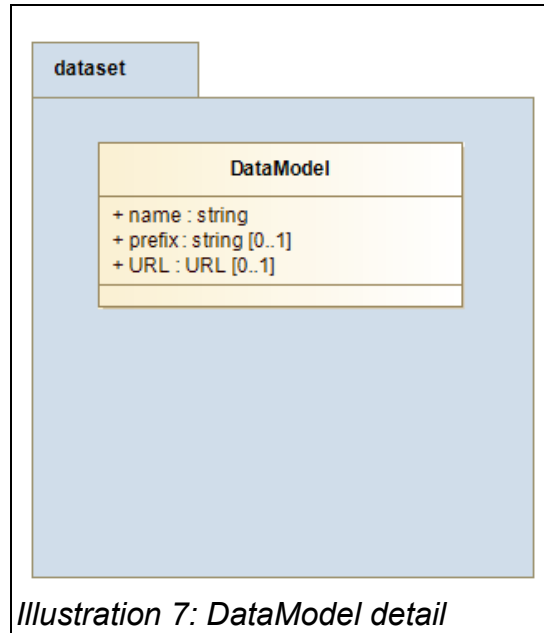 dataset
DataModel
+ name : string
+ prefix : string [0..1]
+ URL : URL [0..1]
Illustration 7: DataModel detail